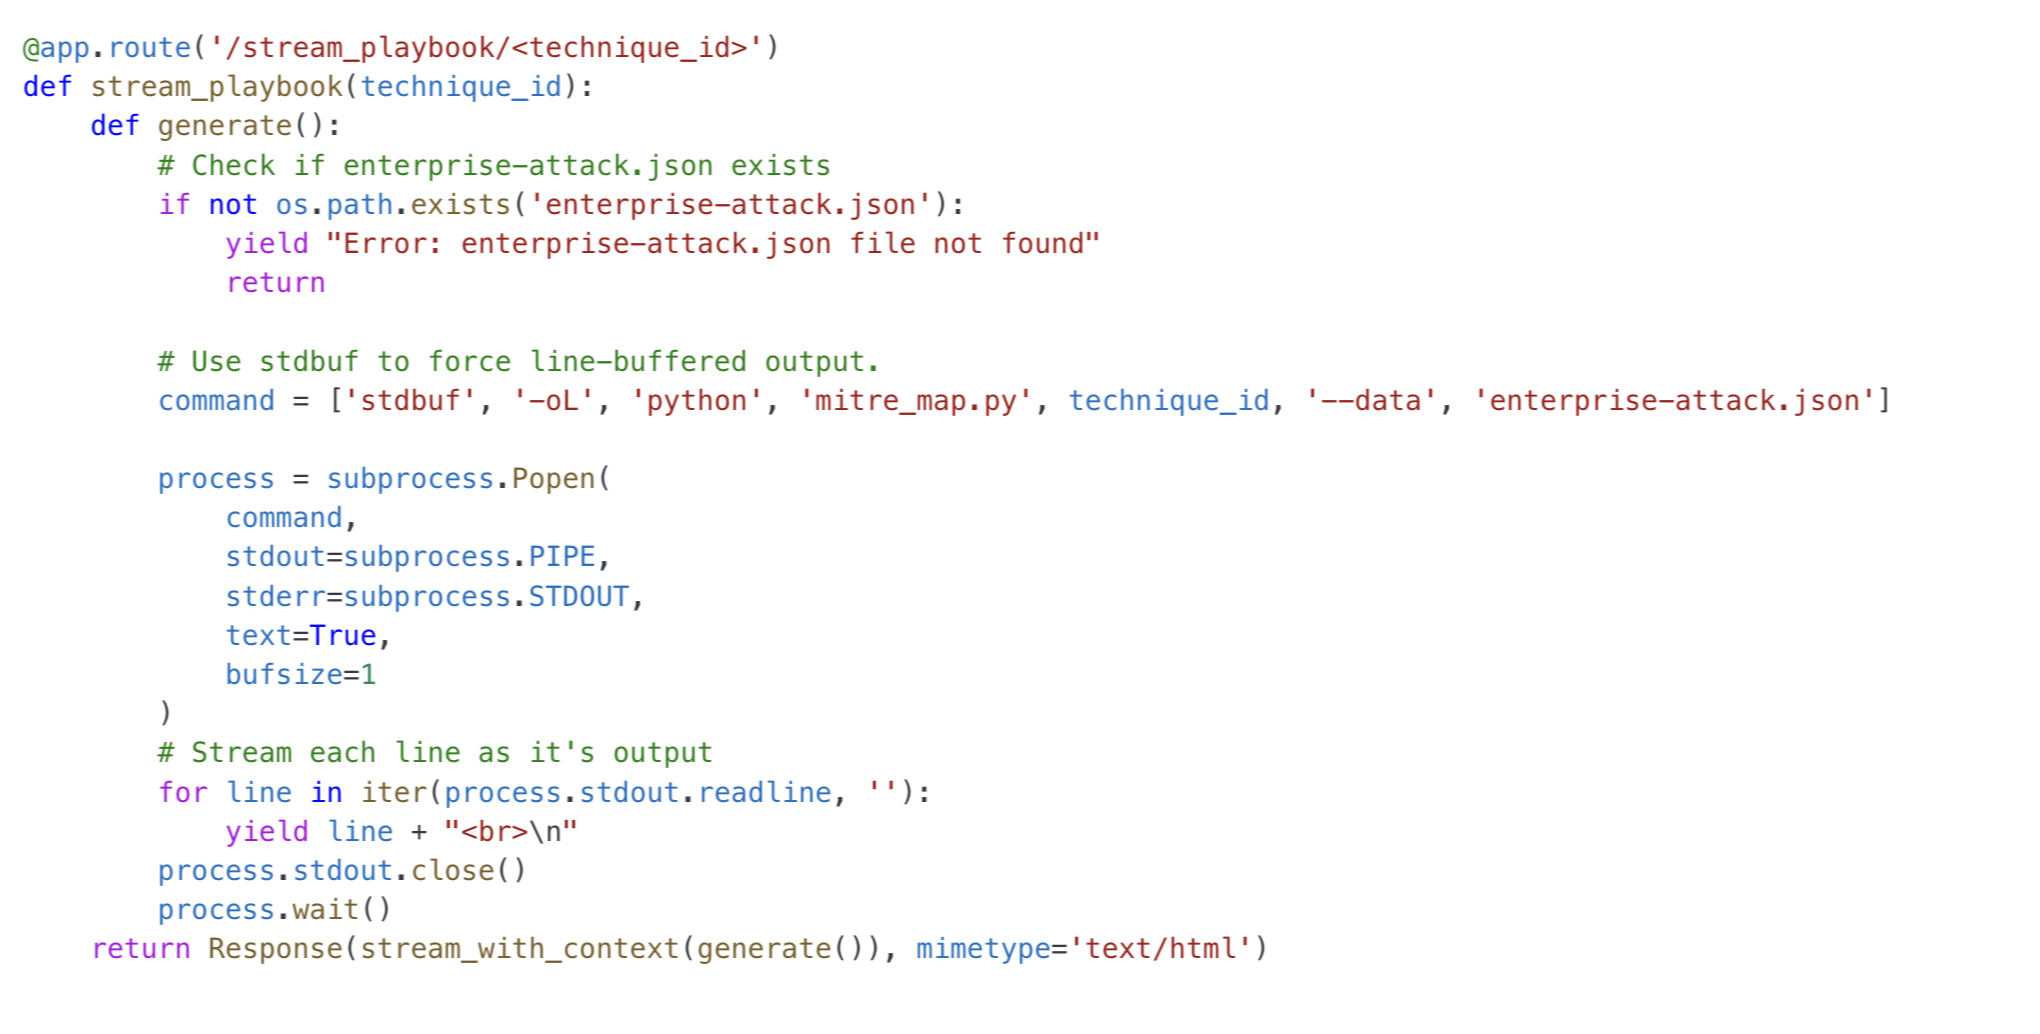 @app.route('/stream_playbook/<technique_id>')
def stream_playbook(technique_id):
    def generate():
        # Check if enterprise-attack.json exists
        if not os.path.exists('enterprise-attack.json'):
            yield "Error: enterprise-attack.json file not found"
            return

        # Use stdbuf to force line-buffered output.
        command = ['stdbuf', '-oL', 'python', 'mitre_map.py', technique_id, '--data', 'enterprise-attack.json']

        process = subprocess.Popen(
            command,
            stdout=subprocess.PIPE,
            stderr=subprocess.STDOUT,
            text=True,
            bufsize=1
        )
        # Stream each line as it's output
        for line in iter(process.stdout.readline, ''):
            yield line + "<br>\n"
        process.stdout.close()
        process.wait()
    return Response(stream_with_context(generate()), mimetype='text/html')